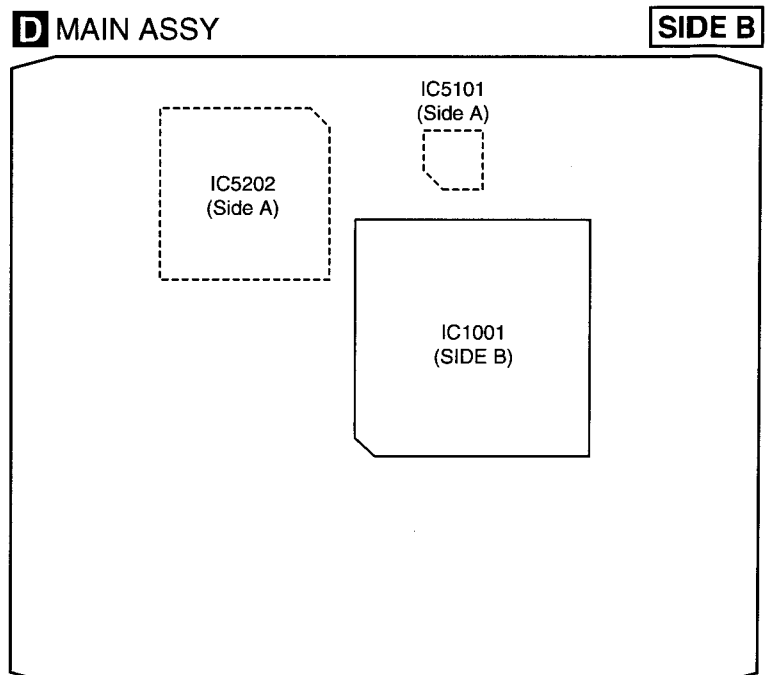 D MAIN ASSY
SIDE B
IC5101
(Side A)
IC5202
(Side A)
IC1001
(SIDE B)